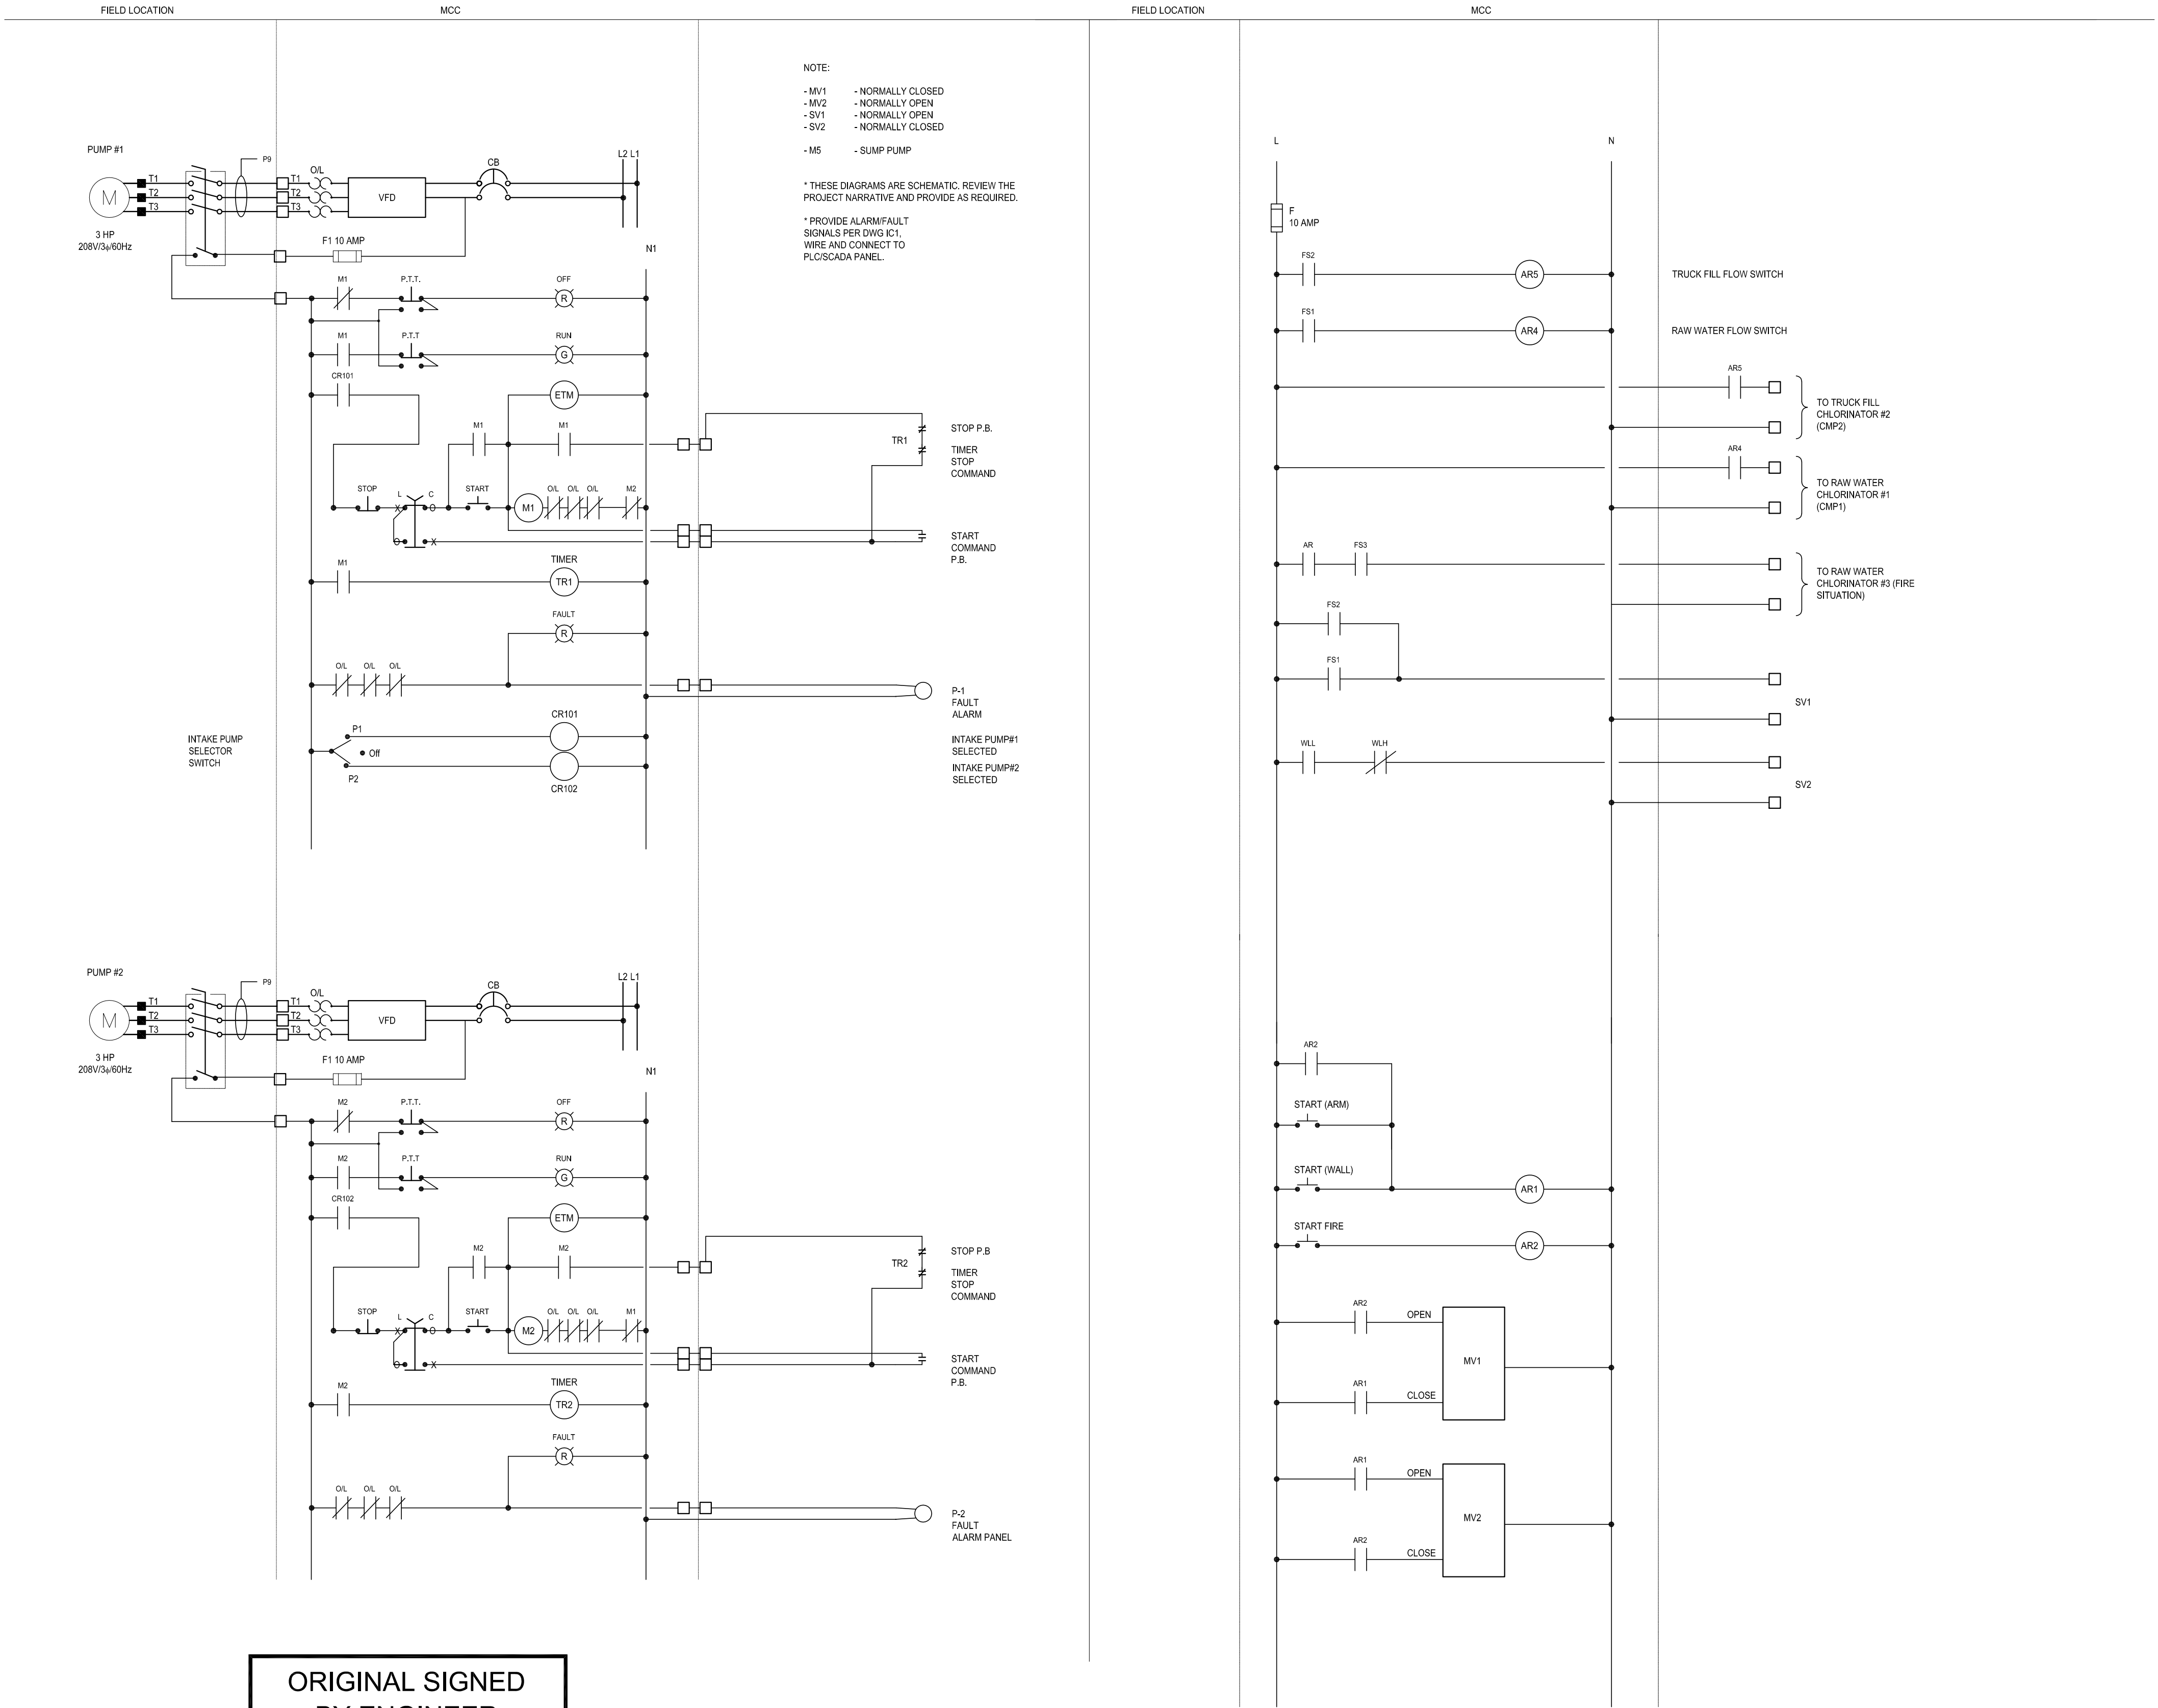 FIELD LOCATION
MCC
FIELD LOCATION
MCC
NOTE:
- MV1 - NORMALLY CLOSED
- MV2 - NORMALLY OPEN
- SV1 - NORMALLY OPEN
- SV2 - NORMALLY CLOSED
- M5 - SUMP PUMP
* THESE DIAGRAMS ARE SCHEMATIC. REVIEW THE
PROJECT NARRATIVE AND PROVIDE AS REQUIRED.
* PROVIDE ALARM/FAULT
SIGNALS PER DWG IC1,
WIRE AND CONNECT TO
PLC/SCADA PANEL.
PUMP #1
P9
O/L
CB
L2 L1
M
T1
T2
T3
T1
T2
T3
VFD
3 HP
208V/3ϕ/60Hz
F1 10 AMP
N1
M1
P.T.T.
OFF
R
M1
P.T.T
RUN
G
CR101
ETM
M1
M1
STOP P.B.
TR1
TIMER
STOP
COMMAND
STOP
L
C
START
O/L O/L O/L
M2
X
O
M1
O
X
START
COMMAND
P.B.
M1
TIMER
TR1
FAULT
R
O/L O/L O/L
P-1
FAULT
ALARM
CR101
P1
INTAKE PUMP
SELECTOR
SWITCH
Off
P2
CR102
INTAKE PUMP#1
SELECTED
INTAKE PUMP#2
SELECTED
PUMP #2
P9
O/L
CB
L2 L1
M
T1
T2
T3
T1
T2
T3
VFD
3 HP
208V/3ϕ/60Hz
F1 10 AMP
N1
M2
P.T.T.
OFF
R
M2
P.T.T
RUN
G
CR102
ETM
M2
M2
STOP P.B
TR2
TIMER
STOP
COMMAND
STOP
L
C
START
O/L O/L O/L
M1
X
O
M2
O
X
START
COMMAND
P.B.
M2
TIMER
TR2
FAULT
R
O/L O/L O/L
P-2
FAULT
ALARM PANEL
ORIGINAL SIGNED
BY ENGINEER
L
N
F
10 AMP
FS2
AR5
TRUCK FILL FLOW SWITCH
FS1
AR4
RAW WATER FLOW SWITCH
AR5
TO TRUCK FILL
CHLORINATOR #2
(CMP2)
AR4
TO RAW WATER
CHLORINATOR #1
(CMP1)
AR
FS3
TO RAW WATER
CHLORINATOR #3 (FIRE
SITUATION)
FS2
FS1
SV1
WLL
WLH
SV2
AR2
START (ARM)
START (WALL)
AR1
START FIRE
AR2
AR2
OPEN
MV1
AR1
CLOSE
AR1
OPEN
MV2
AR2
CLOSE